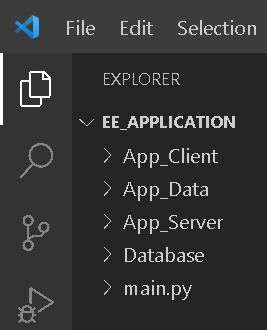 File Edit Selection
EXPLORER
EE_APPLICATION
App_Client
App_Data
App_Server
Database
main.py